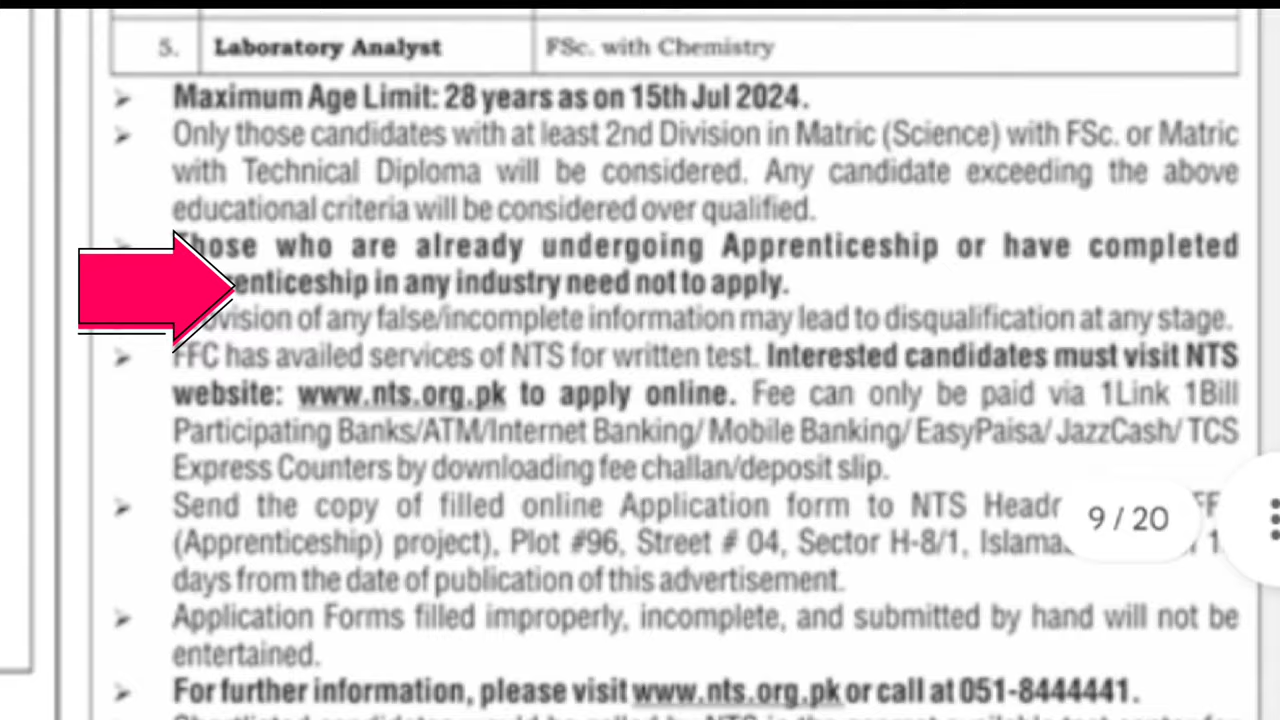 5. Laboratory Analyst FSc. with Chemistry
➢ Maximum Age Limit: 28 years as on 15th Jul 2024.
➢ Only those candidates with at least 2nd Division in Matric (Science) with FSc. or Matric
with Technical Diploma will be considered. Any candidate exceeding the above
educational criteria will be considered over qualified.
➢ Those who are already undergoing Apprenticeship or have completed
enticeship in any industry need not to apply.
ovision of any false/incomplete information may lead to disqualification at any stage.
➢ FFC has availed services of NTS for written test. Interested candidates must visit NTS
website: www.nts.org.pk to apply online. Fee can only be paid via 1Link 1Bill
Participating Banks/ATM/Internet Banking/ Mobile Banking/ EasyPaisa/ JazzCash/ TCS
Express Counters by downloading fee challan/deposit slip.
➢ Send the copy of filled online Application form to NTS
(Apprenticeship) project), Plot #96, Street # 04, Sector H-8/1,
days from the date of publication of this advertisement.
➢ Application Forms filled improperly, incomplete, and submitted by hand will not be
entertained.
➢ For further information, please visit www.nts.org.pk or call at 051-8444441.
9 / 20